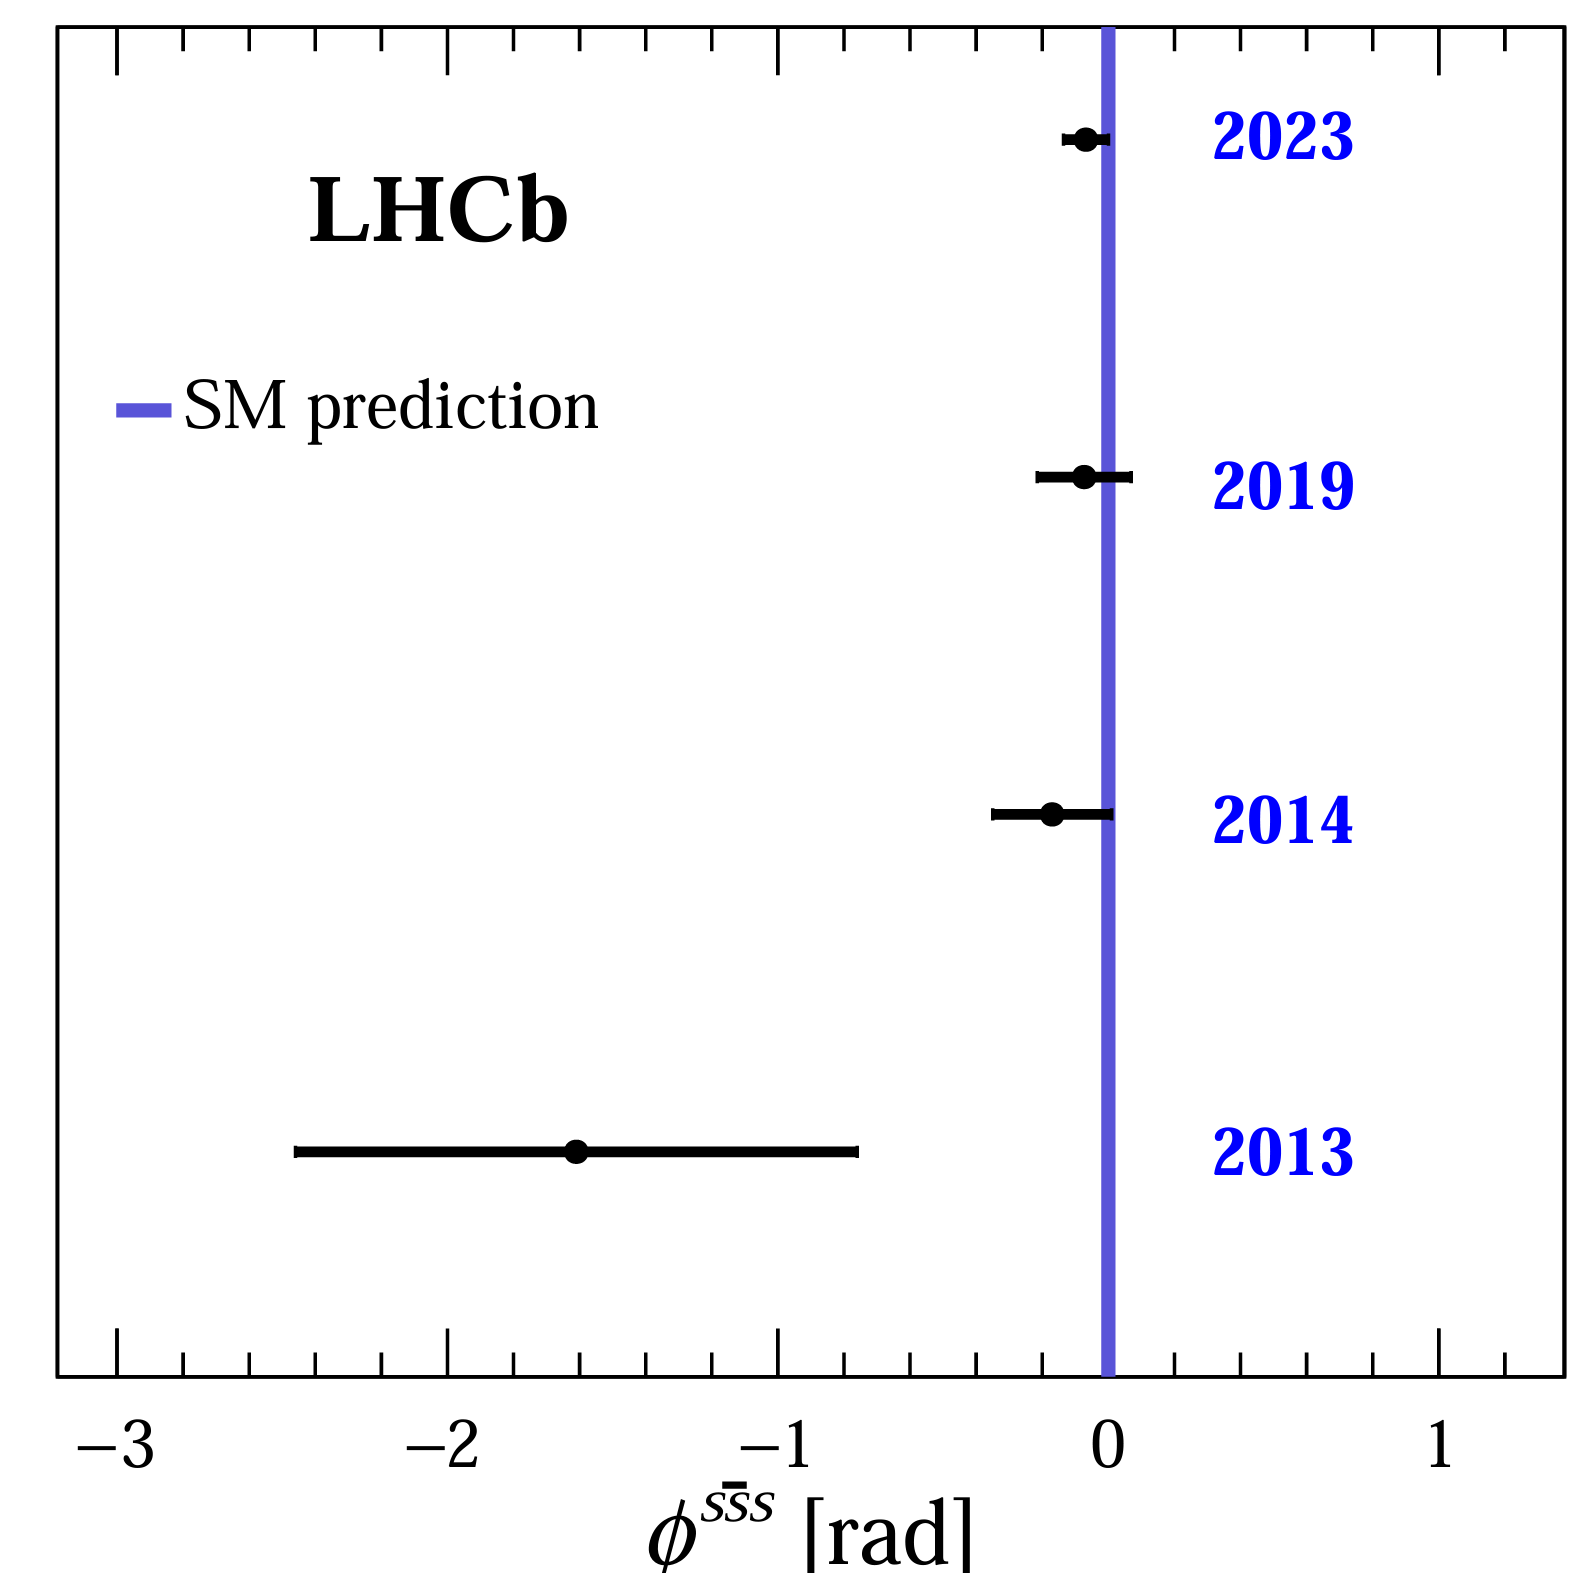 2023
LHCb
SM prediction
2019
2014
2013
−3 −2 −1 0 1
ϕ^{ss̄s} [rad]